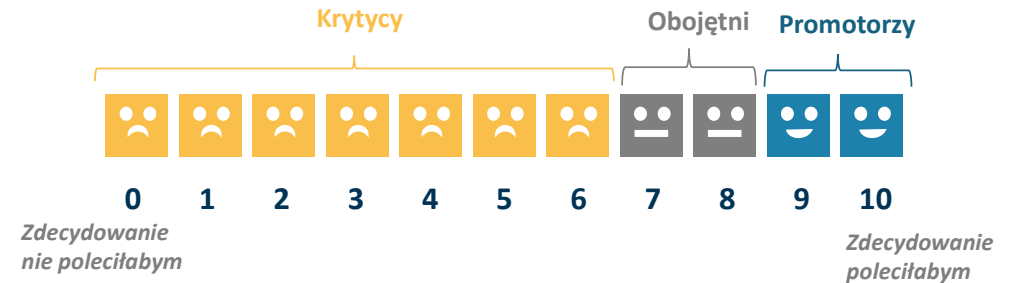 Krytycy Obojętni Promotorzy
0 1 2 3 4 5 6 7 8 9 10
Zdecydowanie
nie poleciłabym
Zdecydowanie
poleciłabym